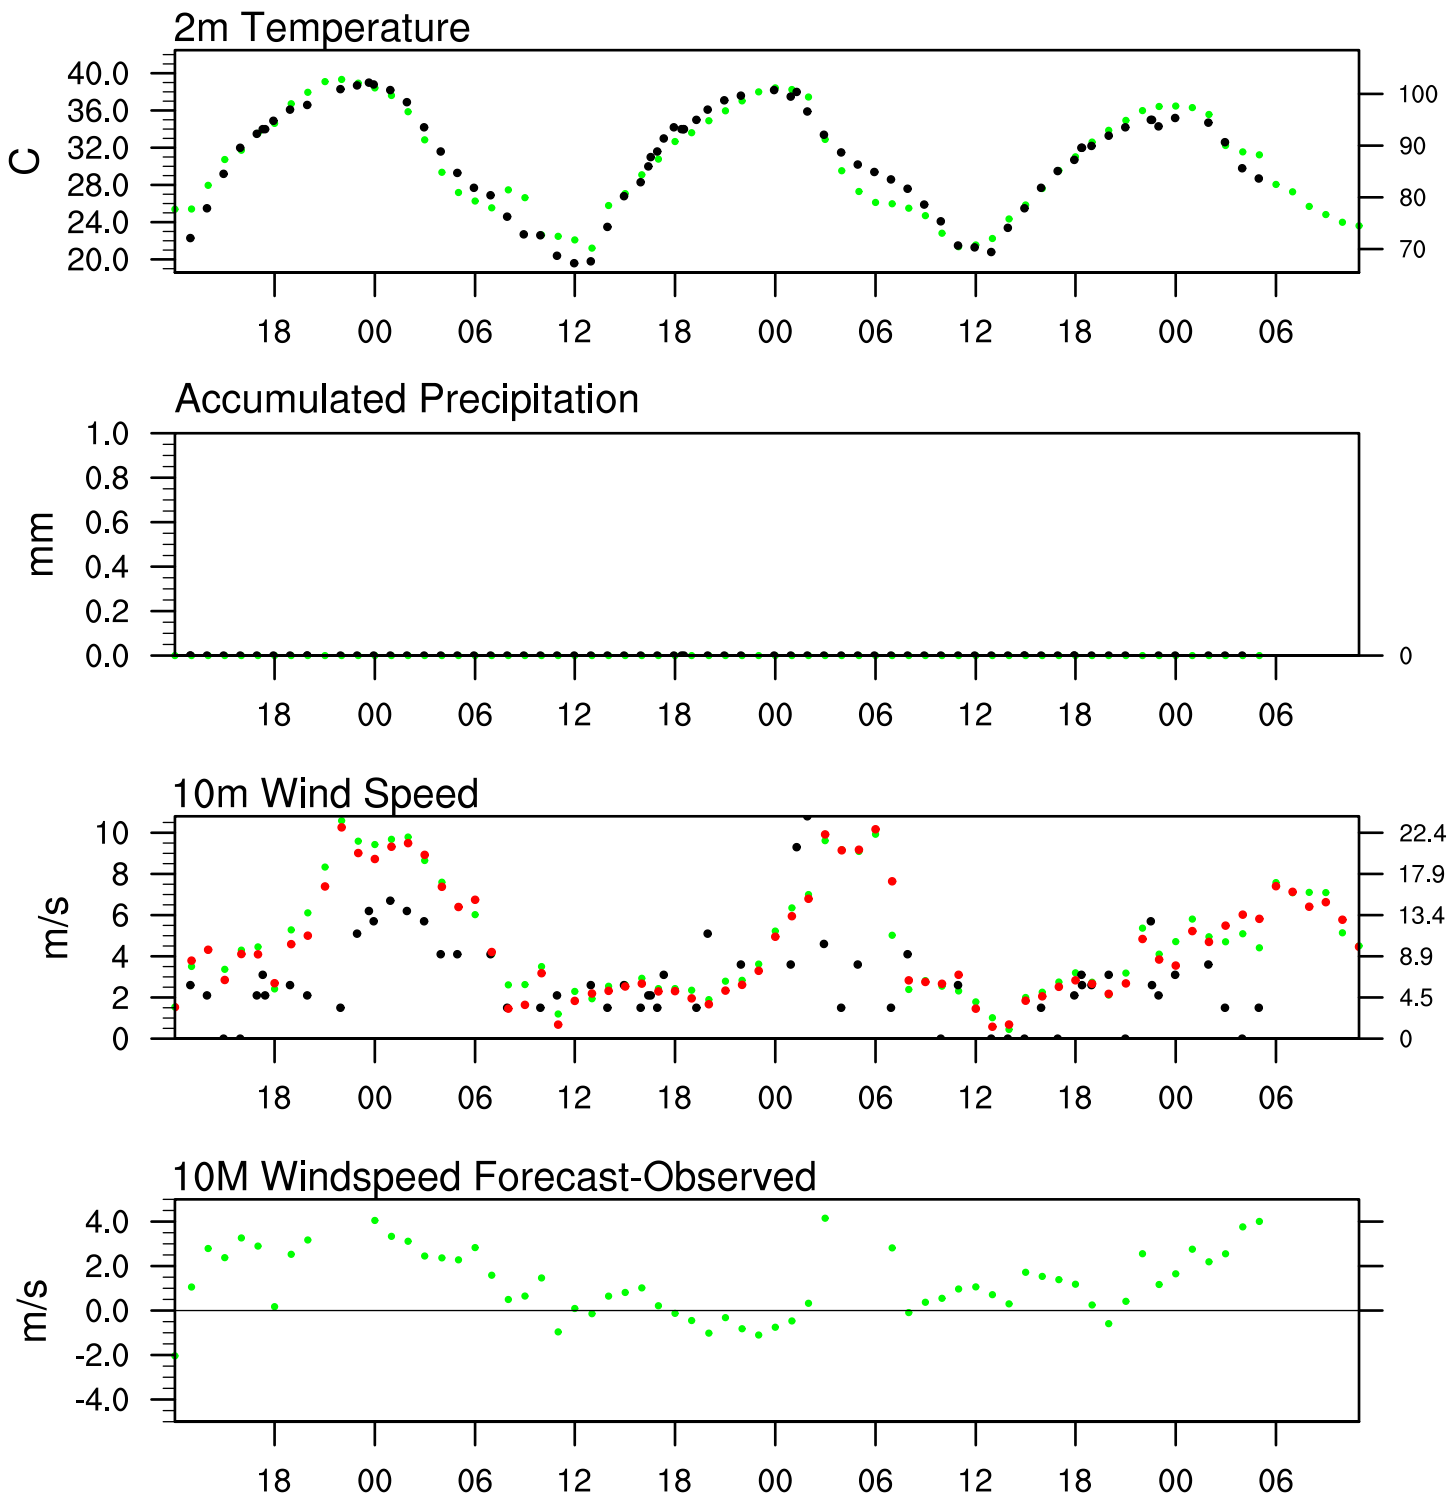 2m Temperature
40.0
36.0
32.0
28.0
24.0
20.0
C
100
90
80
70
18 00 06 12 18 00 06 12 18 00 06
Accumulated Precipitation
1.0
0.8
0.6
0.4
0.2
0.0
mm
0
18 00 06 12 18 00 06 12 18 00 06
10m Wind Speed
10
8
6
4
2
0
m/s
22.4
17.9
13.4
8.9
4.5
0
18 00 06 12 18 00 06 12 18 00 06
10M Windspeed Forecast-Observed
4.0
2.0
0.0
-2.0
-4.0
m/s
18 00 06 12 18 00 06 12 18 00 06